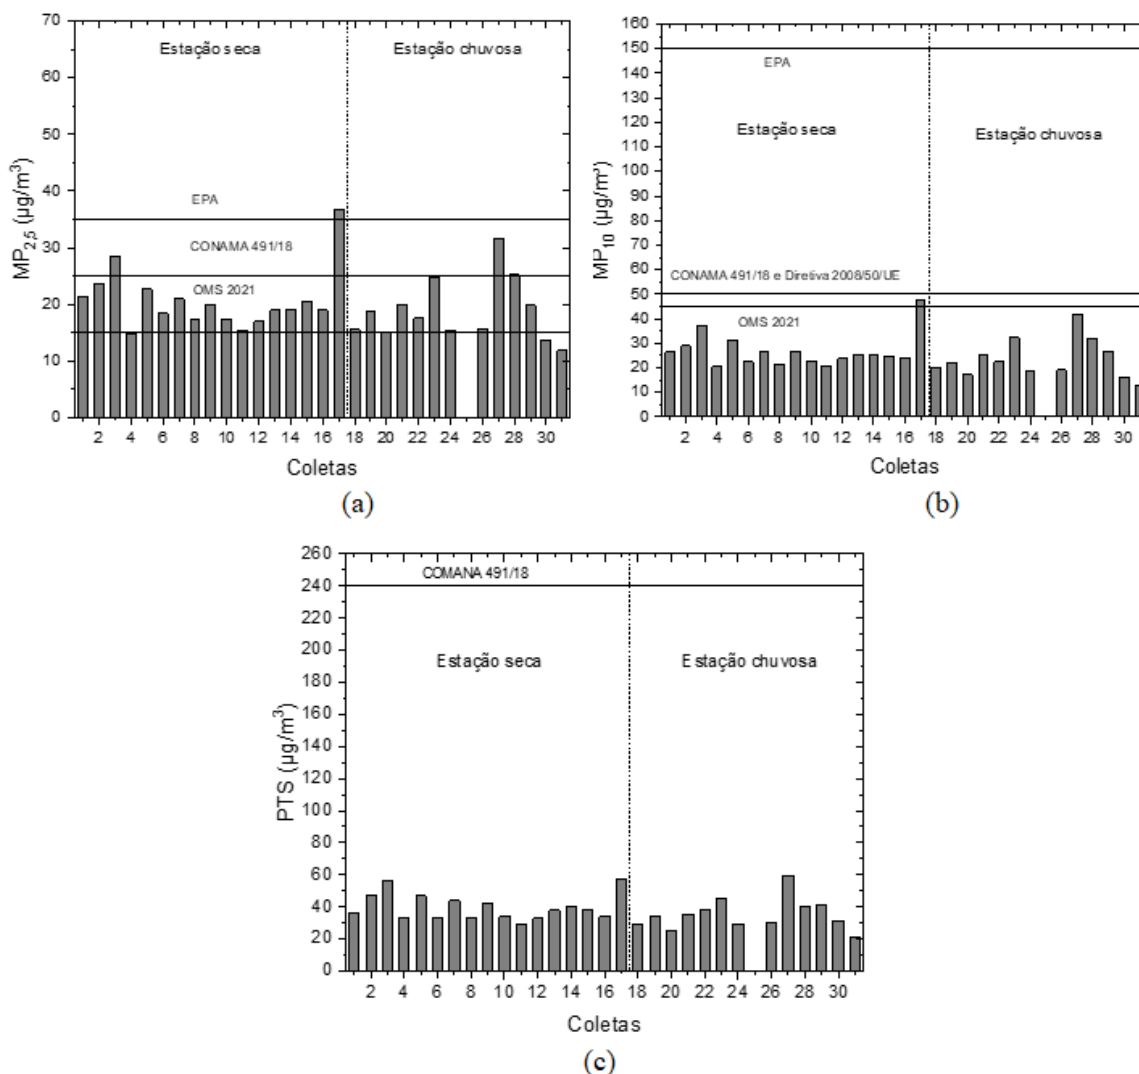 70
60
50
40
30
20
10
0
MP2,5 (µg/m³)
Estação seca
Estação chuvosa
EPA
CONAMA 491/18
OMS 2021
2 4 6 8 10 12 14 16 18 20 22 24 26 28 30
Coletas
(a)
160
150
140
130
120
110
100
90
80
70
60
50
40
30
20
10
0
MP10 (µg/m³)
EPA
Estação seca
Estação chuvosa
CONAMA 491/18 e Diretiva 2008/50/UE
OMS 2021
2 4 6 8 10 12 14 16 18 20 22 24 26 28 30
Coletas
(b)
260
240
220
200
180
160
140
120
100
80
60
40
20
0
PTS (µg/m³)
COMANA 491/18
Estação seca
Estação chuvosa
2 4 6 8 10 12 14 16 18 20 22 24 26 28 30
Coletas
(c)